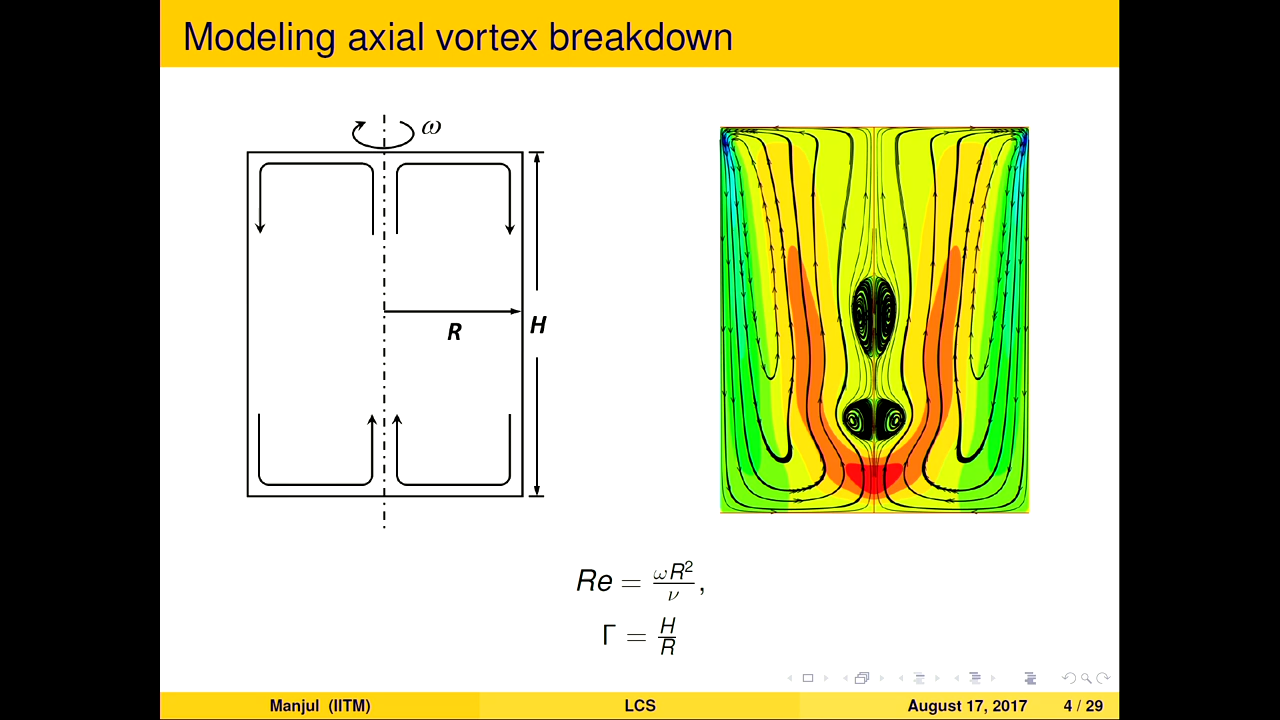 Modeling axial vortex breakdown
ω
R
H
Re = ωR²/ν,
Γ = H/R
Manjul (IITM) LCS August 17, 2017 4 / 29